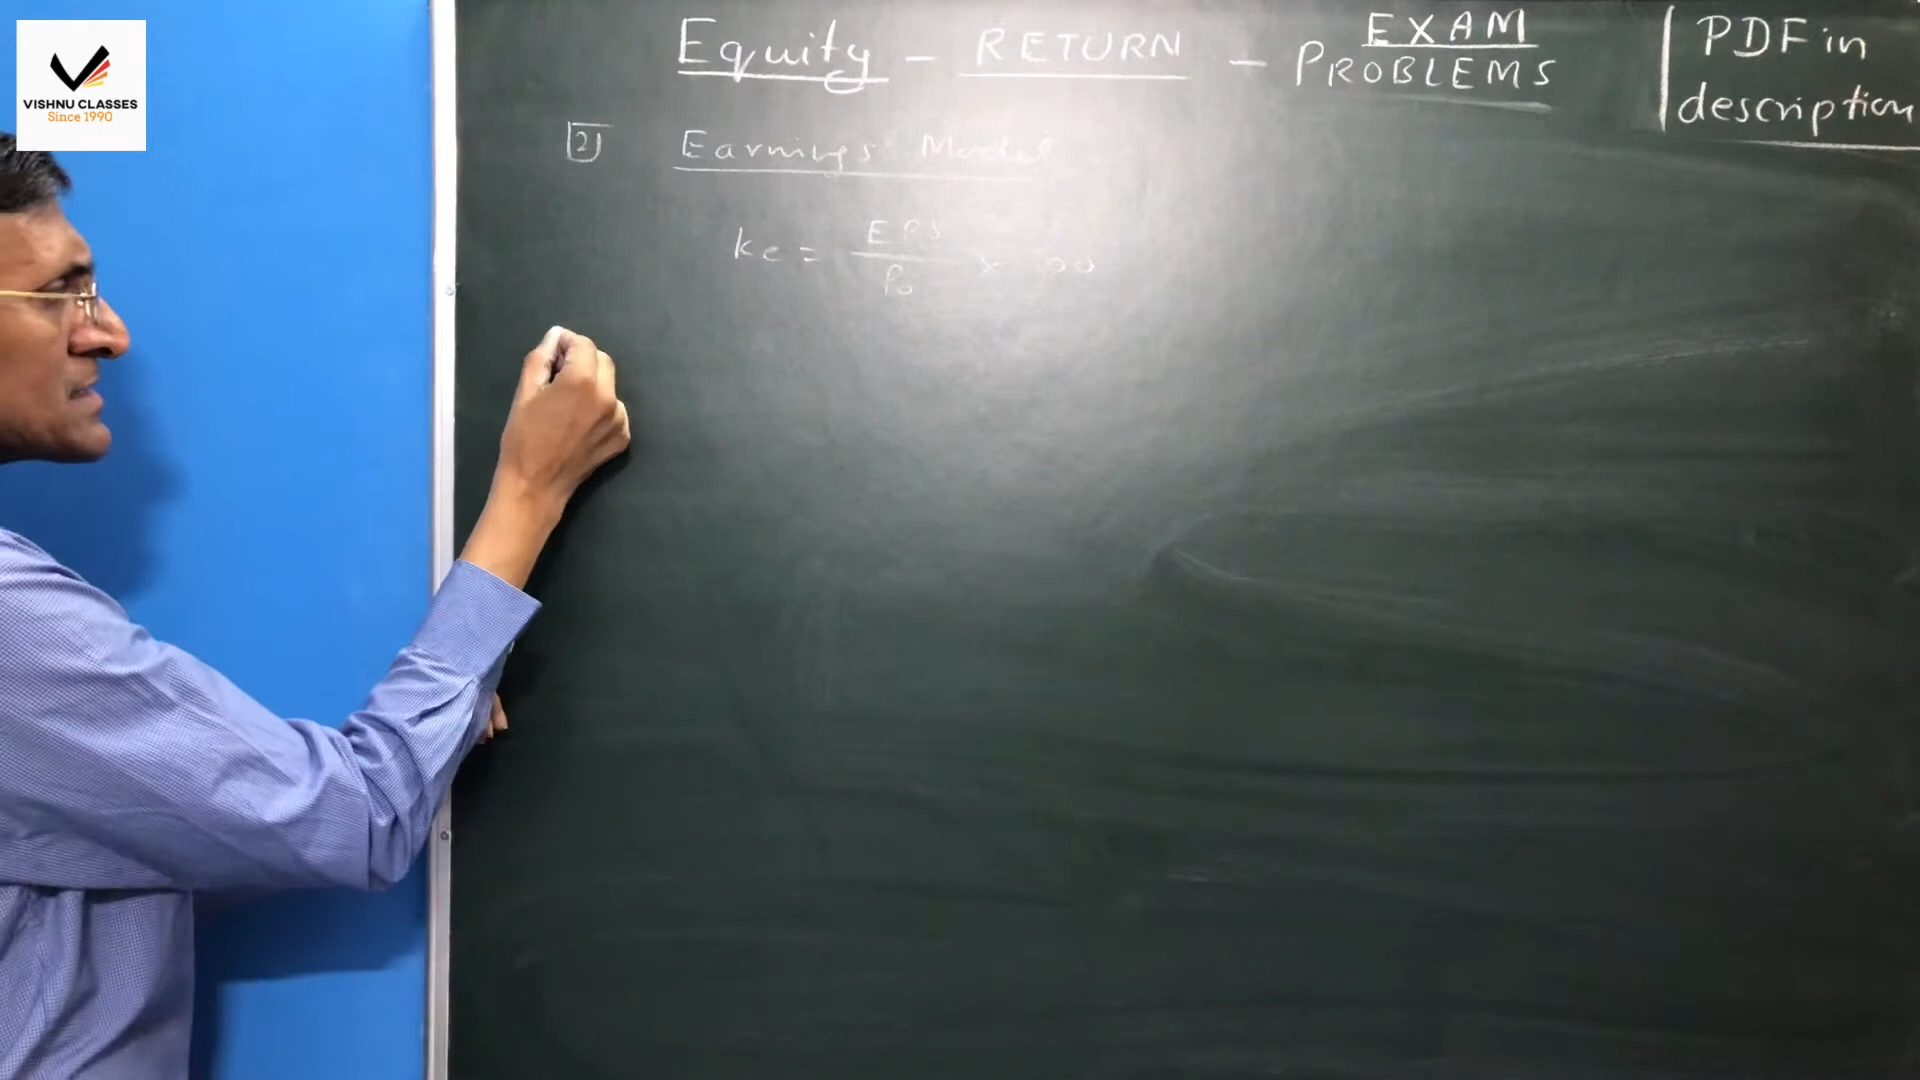 VISHNU CLASSES
Since 1990
Equity - RETURN - EXAM PROBLEMS
PDF in
description
2) Earnings Model
ke = EPS / P0 × 100